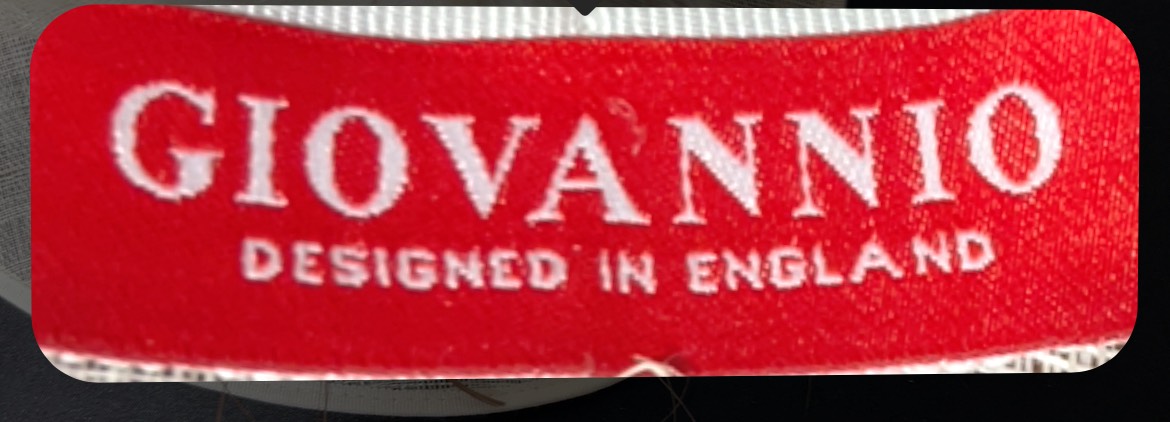 GIOVANNIO
DESIGNED IN ENGLAND